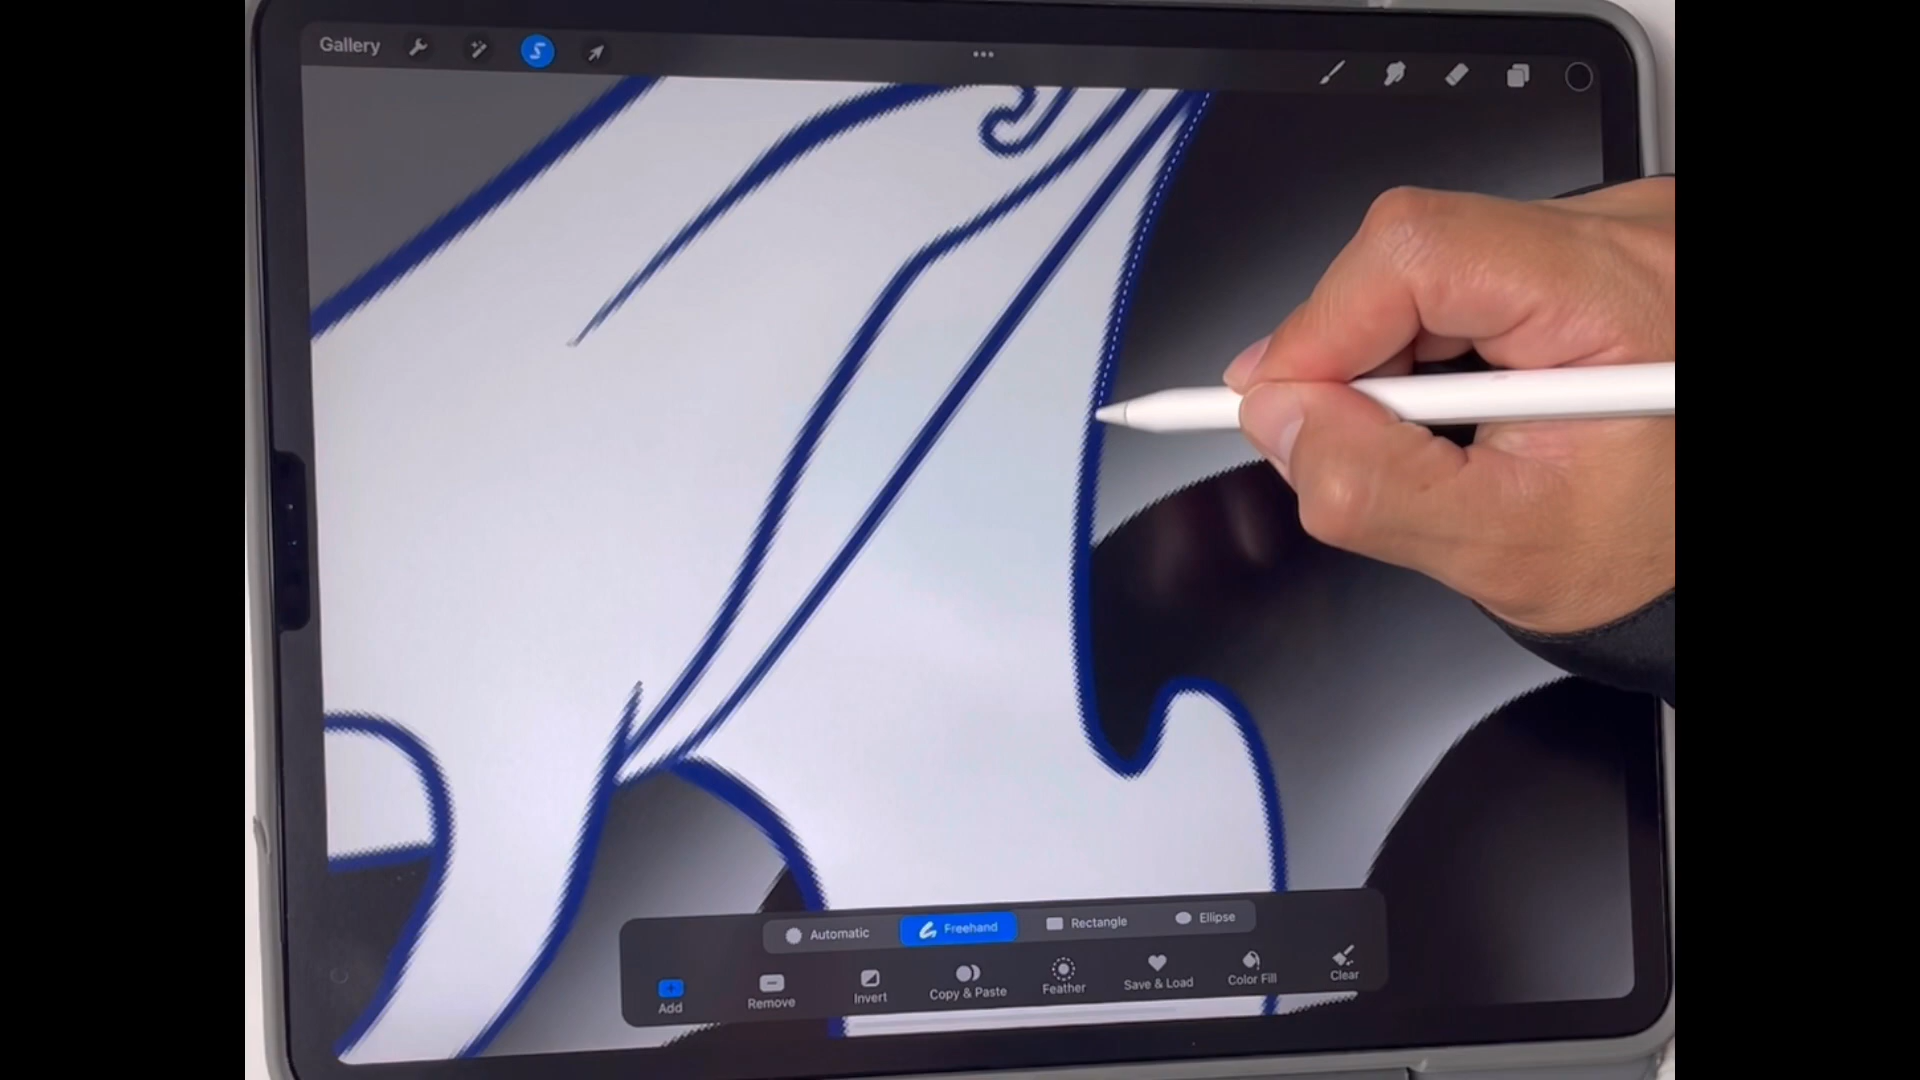 Gallery
Automatic
Freehand
Rectangle
Ellipse
Add
Remove
Invert
Copy & Paste
Feather
Save & Load
Color Fill
Clear